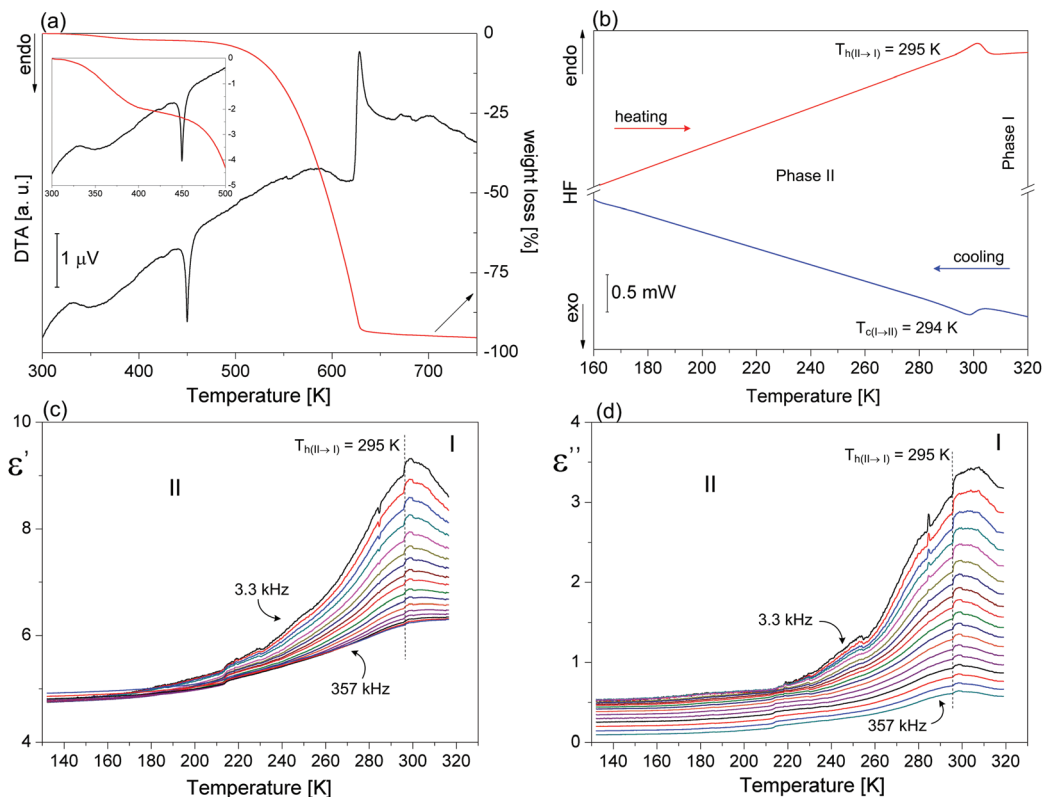 (a)
endo
DTA [a. u.]
1 μV
0
-25
-50
-75
-100
weight loss [%]
300 400 500 600 700
Temperature [K]
0
-1
-2
-3
-4
-5
300 350 400 450 500
(b)
endo
HF
exo
T_h(II→ I) = 295 K
heating
Phase I
Phase II
cooling
0.5 mW
T_c(I→II) = 294 K
160 180 200 220 240 260 280 300 320
Temperature [K]
(c)
10
8
6
4
ε'
T_h(II→ I) = 295 K
I
II
3.3 kHz
357 kHz
140 160 180 200 220 240 260 280 300 320
Temperature [K]
(d)
4
3
2
1
0
ε''
T_h(II→ I) = 295 K
I
II
3.3 kHz
357 kHz
140 160 180 200 220 240 260 280 300 320
Temperature [K]